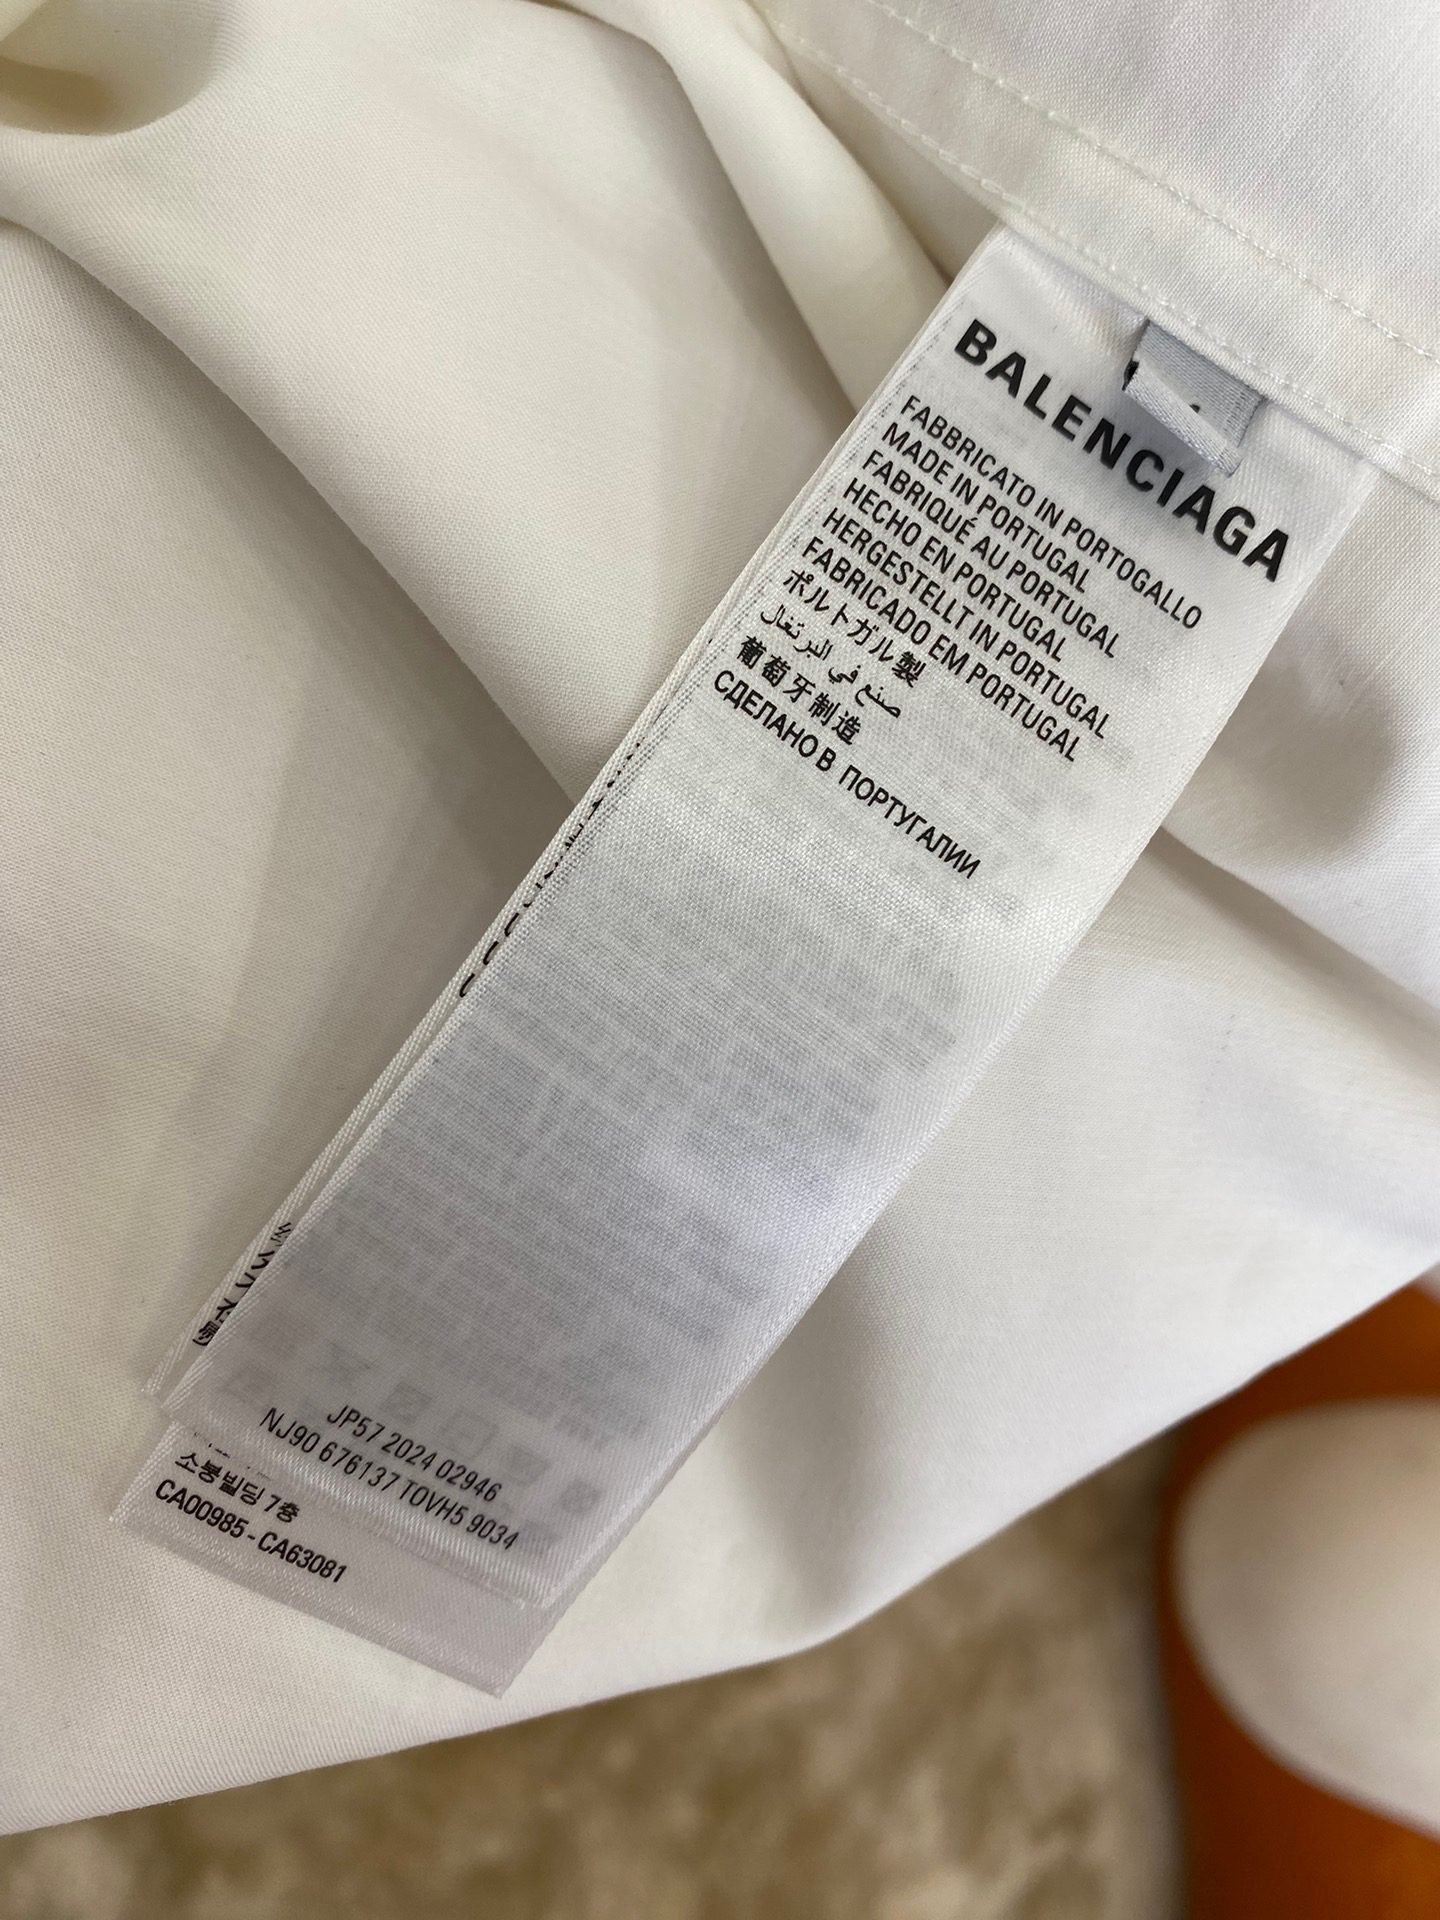 BALENCIAGA
FABBRICATO IN PORTOGALLO
MADE IN PORTUGAL
FABRIQUÉ AU PORTUGAL
HECHO EN PORTUGAL
HERGESTELLT IN PORTUGAL
FABRICADO EM PORTUGAL
ポルトガル製
صنع في البرتغال
葡萄牙制造
СДЕЛАНО В ПОРТУГАЛИИ
JP57 2024 02946
NJ90 676137 TOVH5 9034
소봉빌딩 7층
CA00985 - CA63081